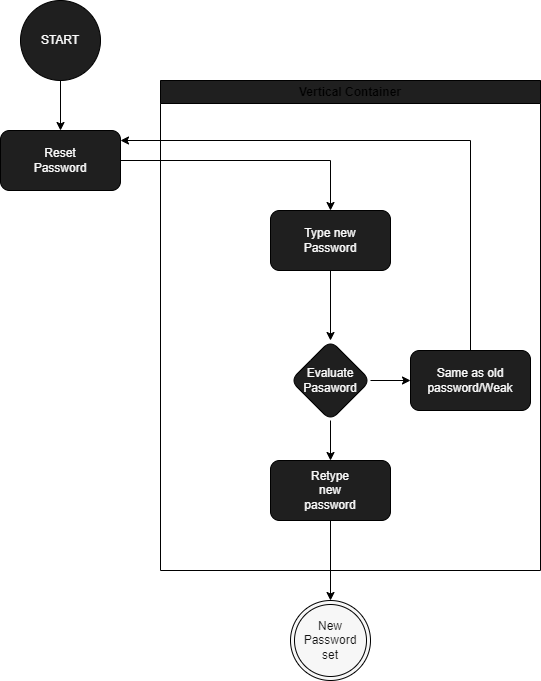 START
Vertical Container
Reset
Password
Type new
Password
Evaluate
Pasaword
Same as old
password/Weak
Retype
new
password
New
Password
set